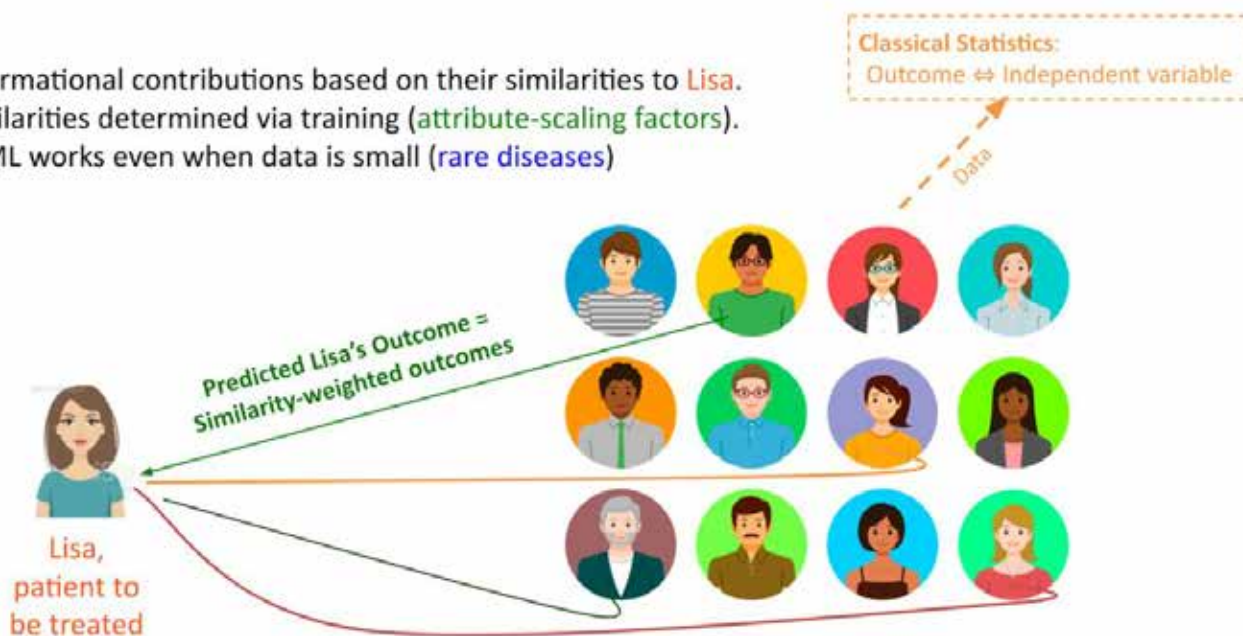 Classical Statistics:
Outcome ⇔ Independent variable
rmational contributions based on their similarities to Lisa.
ilarities determined via training (attribute-scaling factors).
ML works even when data is small (rare diseases)
Data
Predicted Lisa's Outcome =
Similarity-weighted outcomes
Lisa,
patient to
be treated